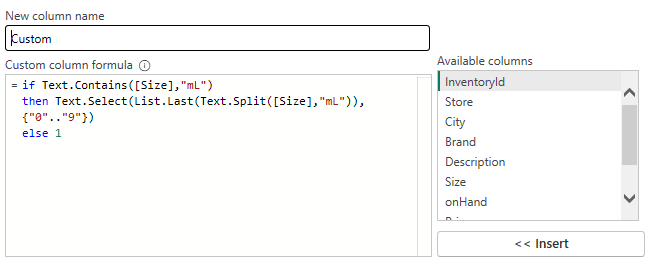 New column name
Custom
Custom column formula
Available columns
= if Text.Contains([Size],"mL")
then Text.Select(List.Last(Text.Split([Size],"mL")),
{"0".."9"})
else 1
InventoryId
Store
City
Brand
Description
Size
onHand
<< Insert